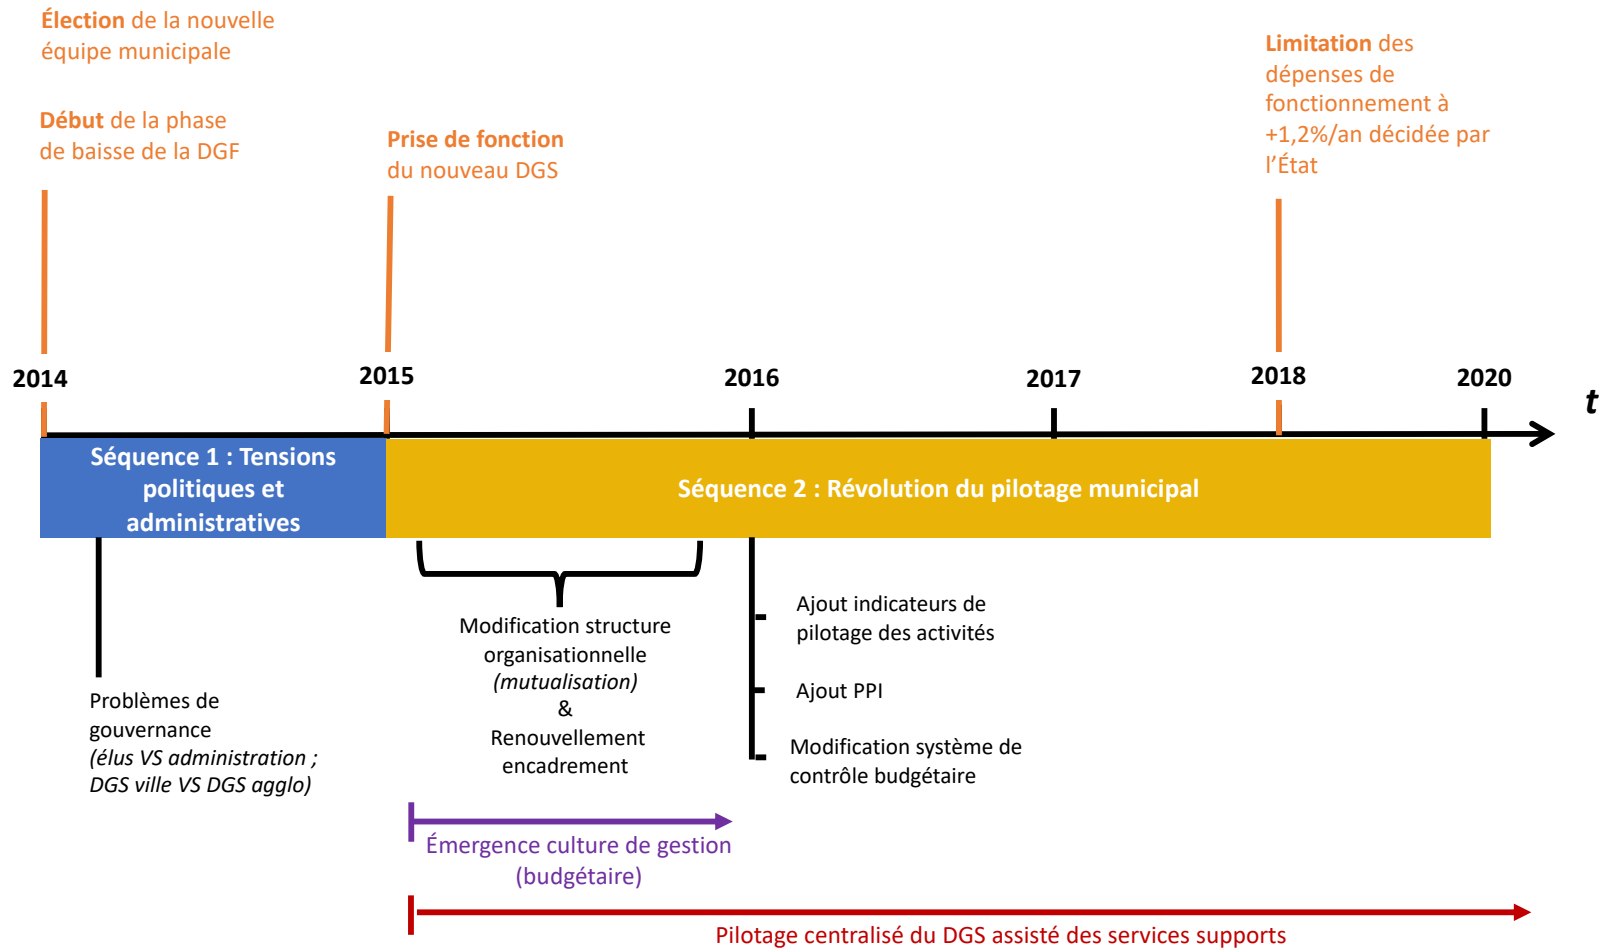 Élection de la nouvelle
équipe municipale
Début de la phase
de baisse de la DGF
Prise de fonction
du nouveau DGS
Limitation des
dépenses de
fonctionnement à
+1,2%/an décidée par
l'État
2014
2015
2016
2017
2018
2020
t
Séquence 1 : Tensions
politiques et
administratives
Séquence 2 : Révolution du pilotage municipal
Problèmes de
gouvernance
(élus VS administration ;
DGS ville VS DGS agglo)
Modification structure
organisationnelle
(mutualisation)
&
Renouvellement
encadrement
Ajout indicateurs de
pilotage des activités
Ajout PPI
Modification système de
contrôle budgétaire
Émergence culture de gestion
(budgétaire)
Pilotage centralisé du DGS assisté des services supports